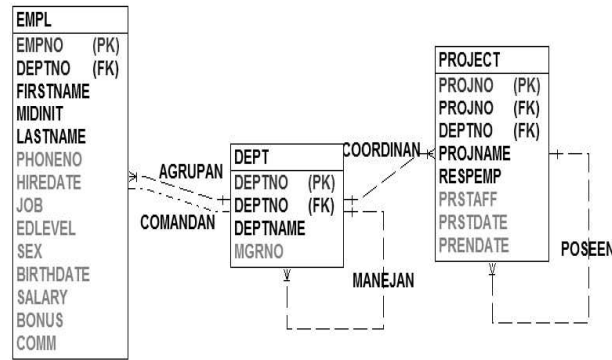 EMPL
EMPNO (PK)
DEPTNO (FK)
FIRSTNAME
MIDINIT
LASTNAME
PHONENO
HIREDATE
JOB
EDLEVEL
SEX
BIRTHDATE
SALARY
BONUS
COMM
AGRUPAN
COMANDAN
DEPT
DEPTNO (PK)
DEPTNO (FK)
DEPTNAME
MGRNO
MANEJAN
COORDINAN
PROJECT
PROJNO (PK)
PROJNO (FK)
DEPTNO (FK)
PROJNAME
RESPEMP
PRSTAFF
PRSTDATE
PRENDATE
POSEEN